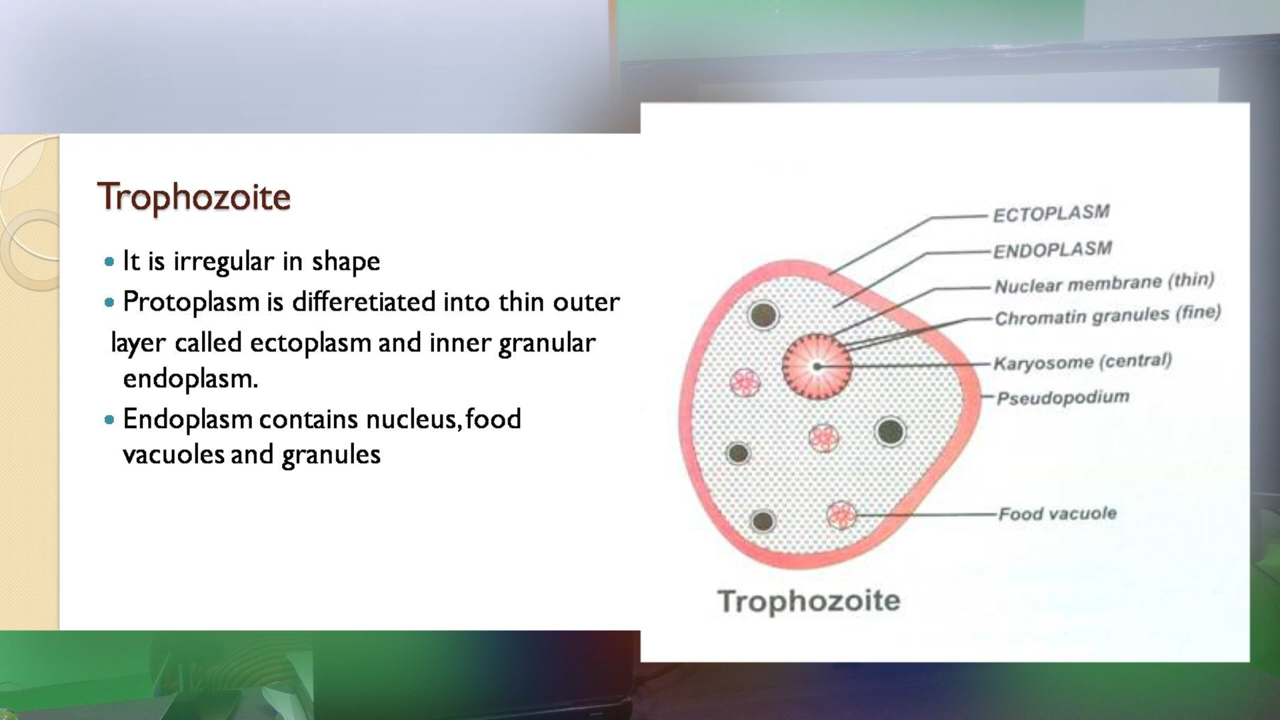 Trophozoite
• It is irregular in shape
• Protoplasm is differetiated into thin outer
layer called ectoplasm and inner granular
endoplasm.
• Endoplasm contains nucleus, food
vacuoles and granules
ECTOPLASM
ENDOPLASM
Nuclear membrane (thin)
Chromatin granules (fine)
Karyosome (central)
Pseudopodium
Food vacuole
Trophozoite